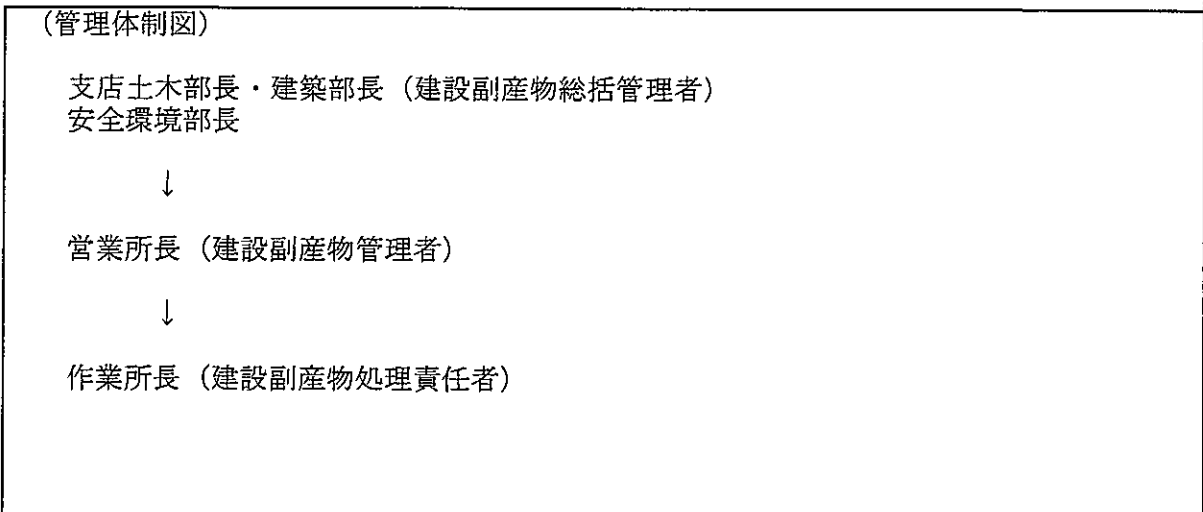 (管理体制図)
支店土木部長・建築部長(建設副産物総括管理者)
安全環境部長
↓
営業所長(建設副産物管理者)
↓
作業所長(建設副産物処理責任者)